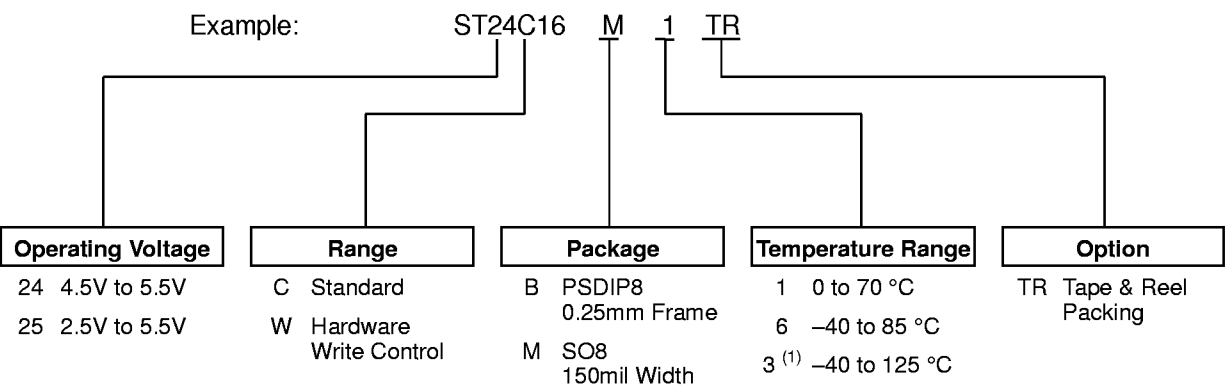 Example: ST24C16 M 1 TR
Operating Voltage
24 4.5V to 5.5V
25 2.5V to 5.5V
Range
C Standard
W Hardware
Write Control
Package
B PSDIP8
0.25mm Frame
M SO8
150mil Width
Temperature Range
1 0 to 70 °C
6 –40 to 85 °C
3 (1) –40 to 125 °C
Option
TR Tape & Reel
Packing